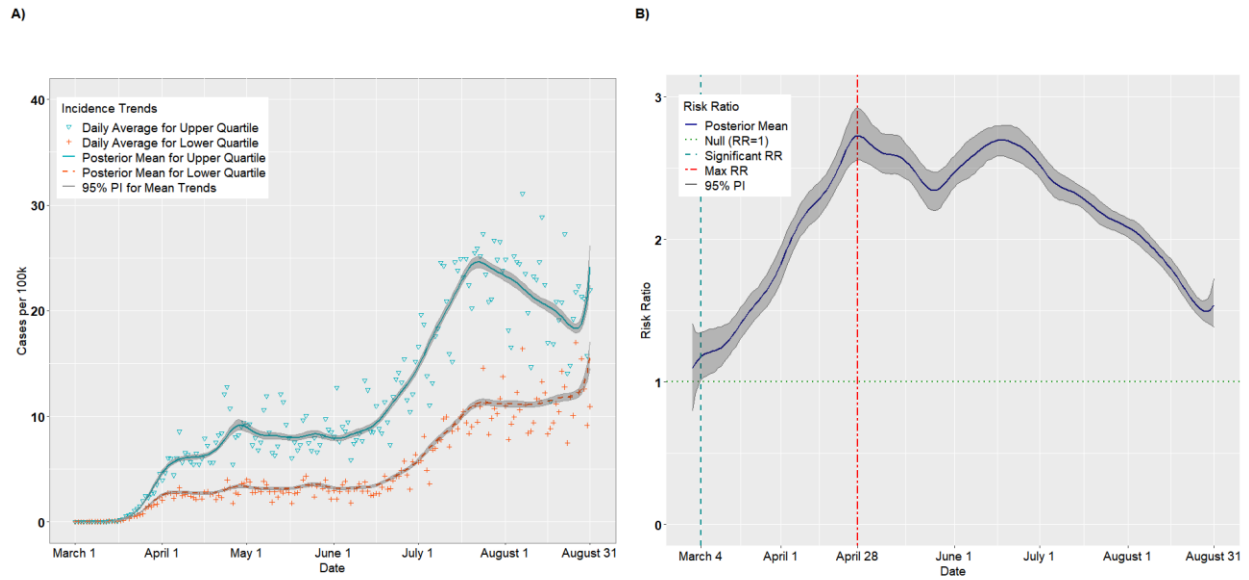 A)
Incidence Trends
Daily Average for Upper Quartile
Daily Average for Lower Quartile
Posterior Mean for Upper Quartile
Posterior Mean for Lower Quartile
95% PI for Mean Trends
Cases per 100k
40
30
20
10
0
March 1
April 1
May 1
June 1
July 1
August 1
August 31
Date
B)
Risk Ratio
Posterior Mean
Null (RR=1)
Significant RR
Max RR
95% PI
Risk Ratio
3
2
1
0
March 4
April 1
April 28
June 1
July 1
August 1
August 31
Date